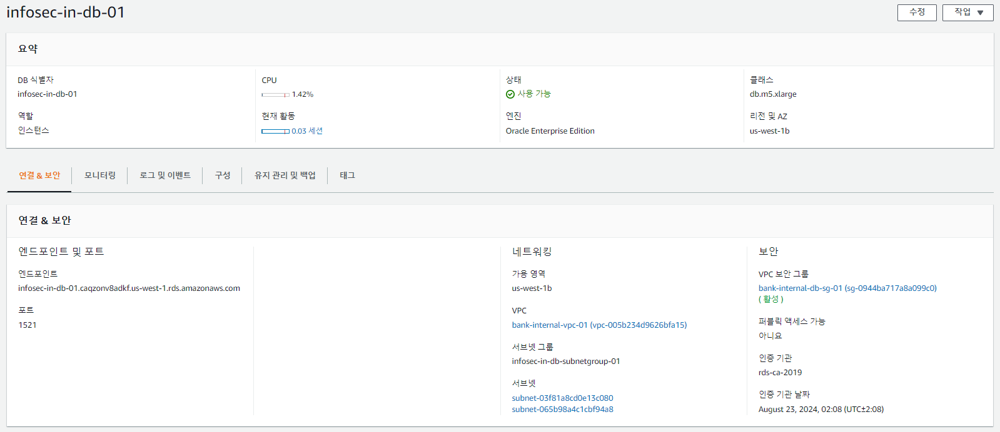 infosec-in-db-01
수정
작업
요약
DB 식별자
infosec-in-db-01
CPU
1.42%
상태
사용 가능
클래스
db.m5.xlarge
역할
인스턴스
현재 활동
0.03 세션
엔진
Oracle Enterprise Edition
리전 및 AZ
us-west-1b
연결 & 보안
모니터링
로그 및 이벤트
구성
유지 관리 및 백업
태그
연결 & 보안
엔드포인트 및 포트
엔드포인트
infosec-in-db-01.caqzonv8adkf.us-west-1.rds.amazonaws.com
포트
1521
네트워킹
가용 영역
us-west-1b
VPC
bank-internal-vpc-01 (vpc-005b234d9626bfa15)
서브넷 그룹
infosec-in-db-subnetgroup-01
서브넷
subnet-03f81a8cd0e13c080
subnet-065b98a4c1cbf94a8
보안
VPC 보안 그룹
bank-internal-db-sg-01 (sg-0944ba717a8a099c0)
( 활성 )
퍼블릭 액세스 가능
아니요
인증 기관
rds-ca-2019
인증 기관 날짜
August 23, 2024, 02:08 (UTC±2:08)